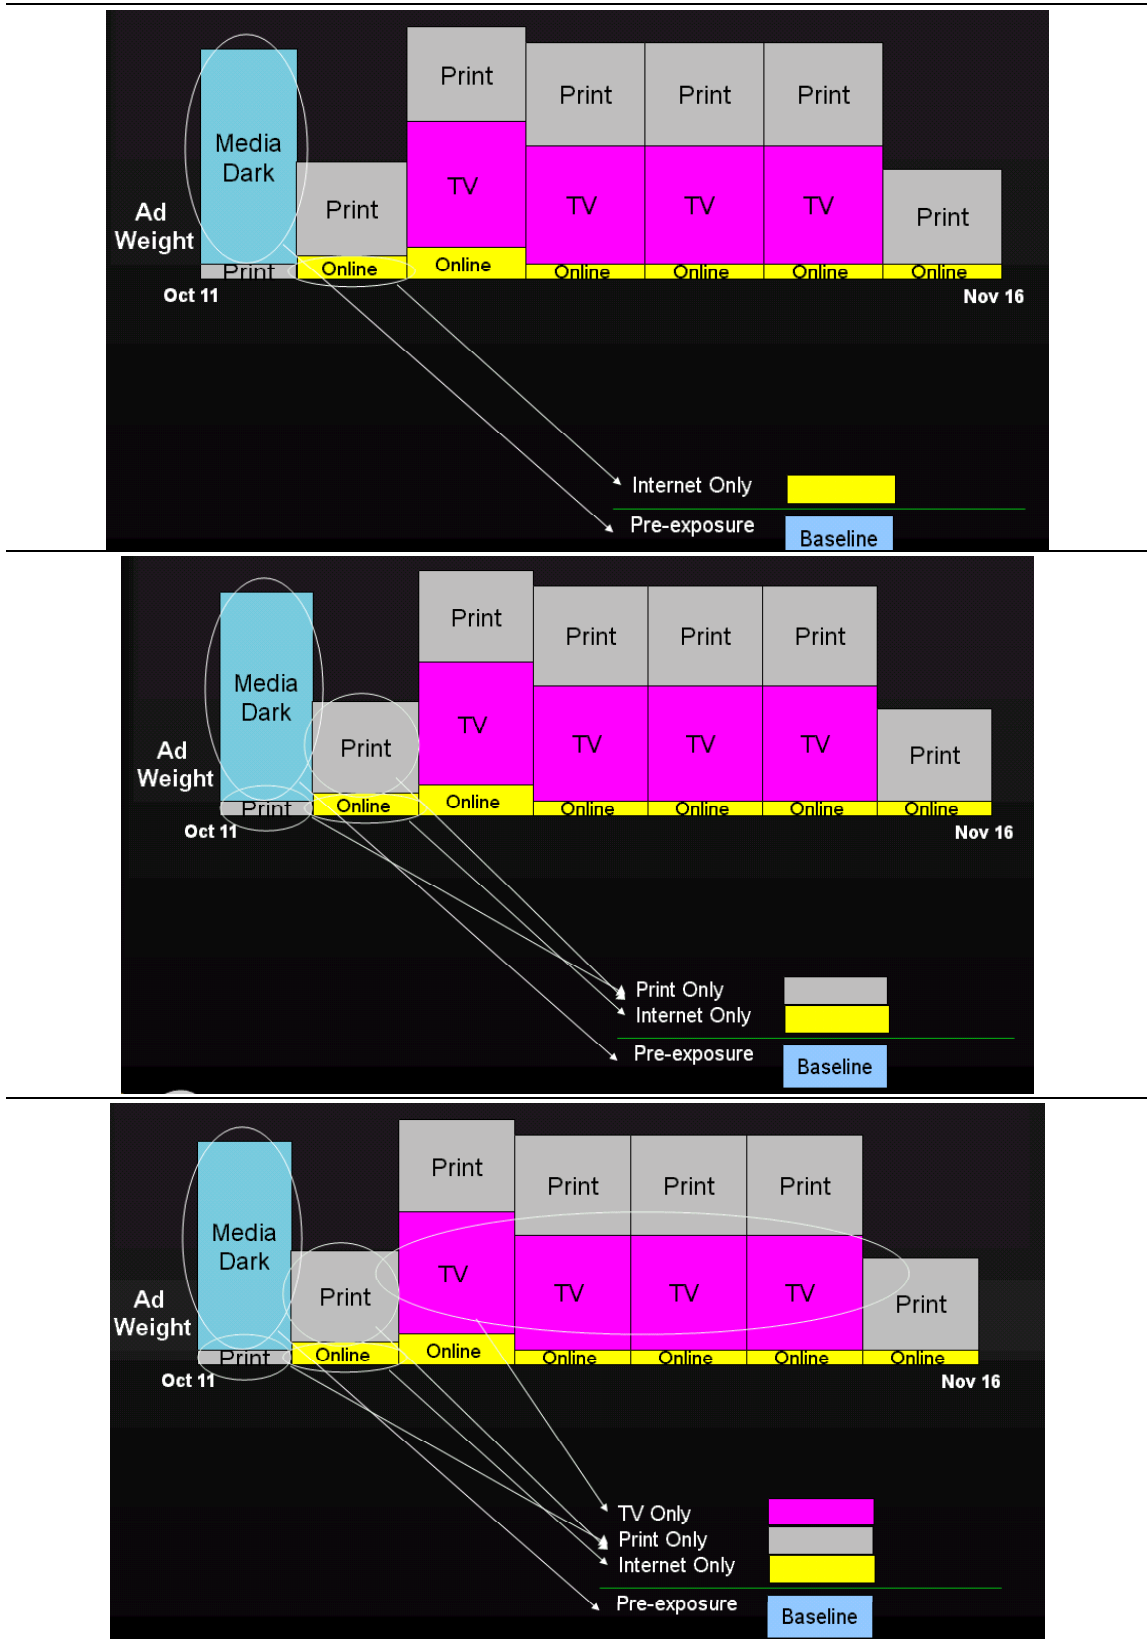 Print
Print
Print
Print
Media
Dark
TV
Print
TV
TV
TV
Print
Ad
Weight
Print
Online
Online
Online
Online
Online
Online
Oct 11
Nov 16
Internet Only
Pre-exposure
Baseline
Print
Print
Print
Print
Media
Dark
Print
TV
TV
TV
TV
Print
Ad
Weight
Print
Online
Online
Online
Online
Online
Online
Oct 11
Nov 16
Print Only
Internet Only
Pre-exposure
Baseline
Print
Print
Print
Print
Media
Dark
Print
TV
TV
TV
TV
Print
Ad
Weight
Print
Online
Online
Online
Online
Online
Online
Oct 11
Nov 16
TV Only
Print Only
Internet Only
Pre-exposure
Baseline